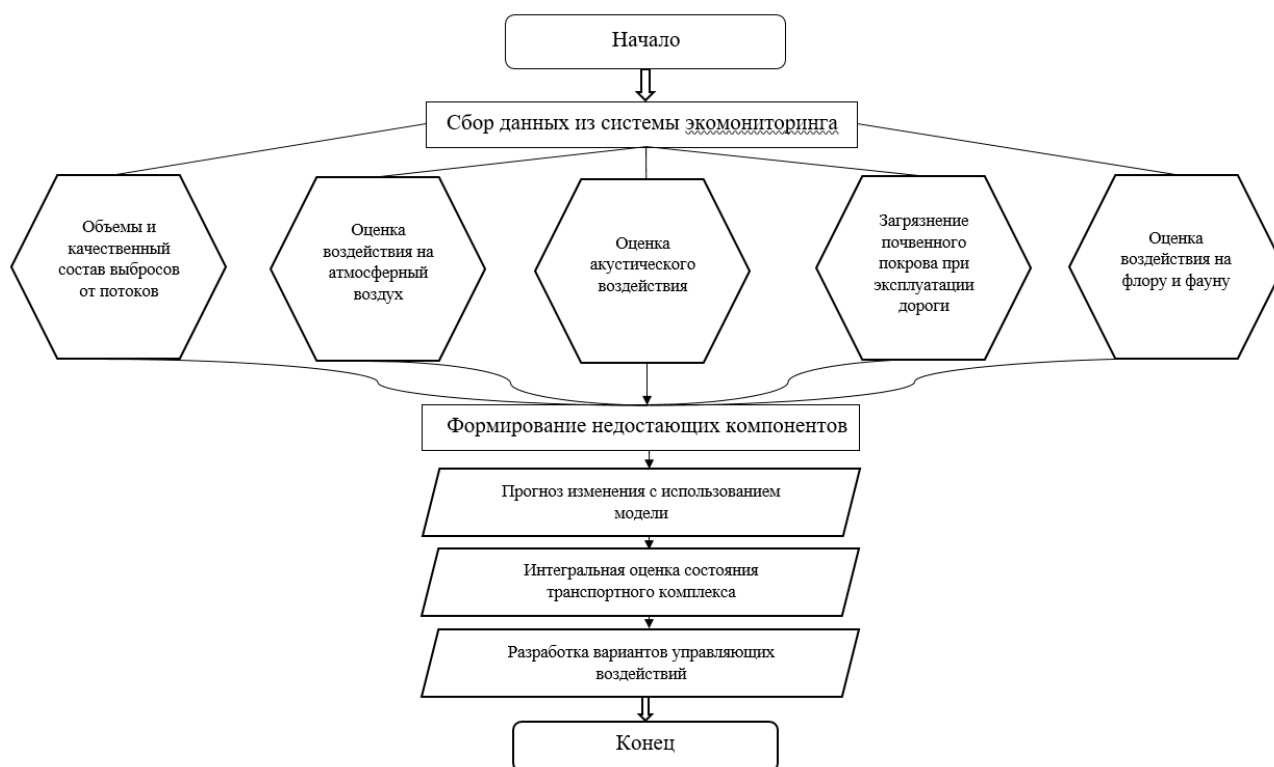 Начало
Сбор данных из системы экомониторинга
Объемы и
качественный
состав выбросов
от потоков
Оценка
воздействия на
атмосферный
воздух
Оценка
акустического
воздействия
Загрязнение
почвенного
покрова при
эксплуатации
дороги
Оценка
воздействия на
флору и фауну
Формирование недостающих компонентов
Прогноз изменения с использованием
модели
Интегральная оценка состояния
транспортного комплекса
Разработка вариантов управляющих
воздействий
Конец